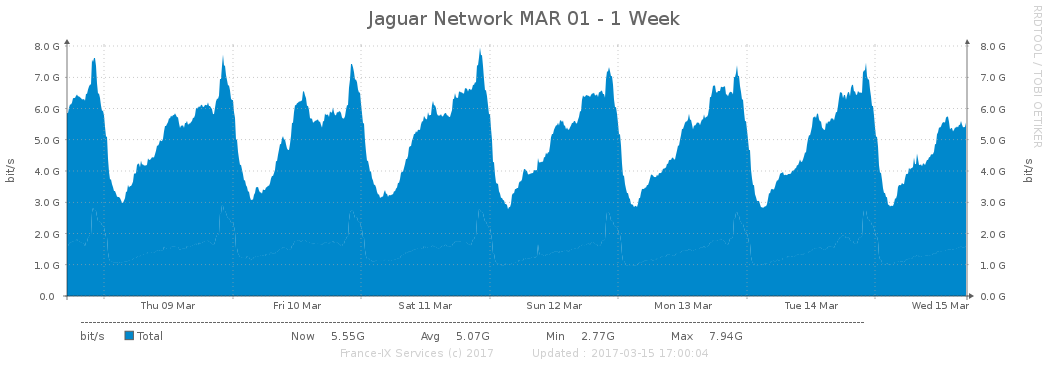 Jaguar Network MAR 01 - 1 Week
RRDTOOL / TOBI OETIKER
bit/s
8.0 G
7.0 G
6.0 G
5.0 G
4.0 G
3.0 G
2.0 G
1.0 G
0.0
8.0 G
7.0 G
6.0 G
5.0 G
4.0 G
3.0 G
2.0 G
1.0 G
0.0 G
bit/s
Thu 09 Mar Fri 10 Mar Sat 11 Mar Sun 12 Mar Mon 13 Mar Tue 14 Mar Wed 15 Mar
bit/s Total Now 5.55G Avg 5.07G Min 2.77G Max 7.94G
France-IX Services (c) 2017 Updated : 2017-03-15 17:00:04